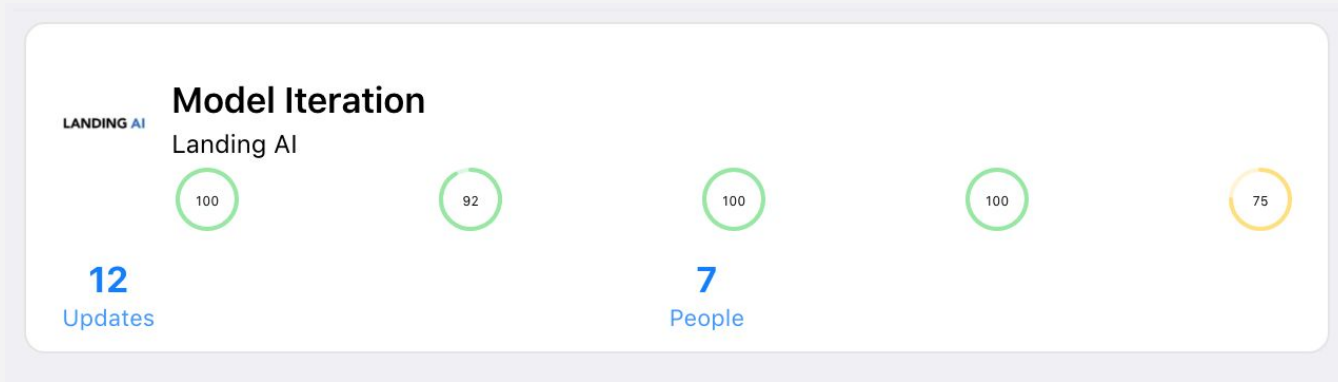 Model Iteration
LANDING AI
Landing AI
100 92 100 100 75
12 7
Updates People